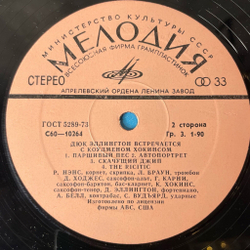 МИНИСТЕРСТВО КУЛЬТУРЫ СССР
МЕЛОДИЯ
ВСЕСОЮЗНАЯ ФИРМА ГРАМПЛАСТИНОК
СТЕРЕО
33
АПРЕЛЕВСКИЙ ОРДЕНА ЛЕНИНА ЗАВОД
ГОСТ 5289-73
2 сторона
С60—10264
Гр. 3. 1-90
ДЮК ЭЛЛИНГТОН ВСТРЕЧАЕТСЯ
С КОУЛМЕНОМ ХОКИНСОМ
1. ПАРШИВЫЙ ПЕС 2. АВТОПОРТРЕТ
3. СКАЧУЩИЙ ДЖИП
4. THE RICITIC
Р. НЭНС, корнет, скрипка, Л. БРАУН, тромбон,
Д. ХОДЖЕС, саксофон-альт, Г. КАРНИ,
саксофон-баритон, бас-кларнет, К. ХОКИНС,
саксофон-тенор, Д. ЭЛЛИНГТОН, фортепиано,
А. БЕЛЛ, контрабас, С. ВУДЪЯРД, ударные
Изготовлено по лицензии
фирмы АВС, США